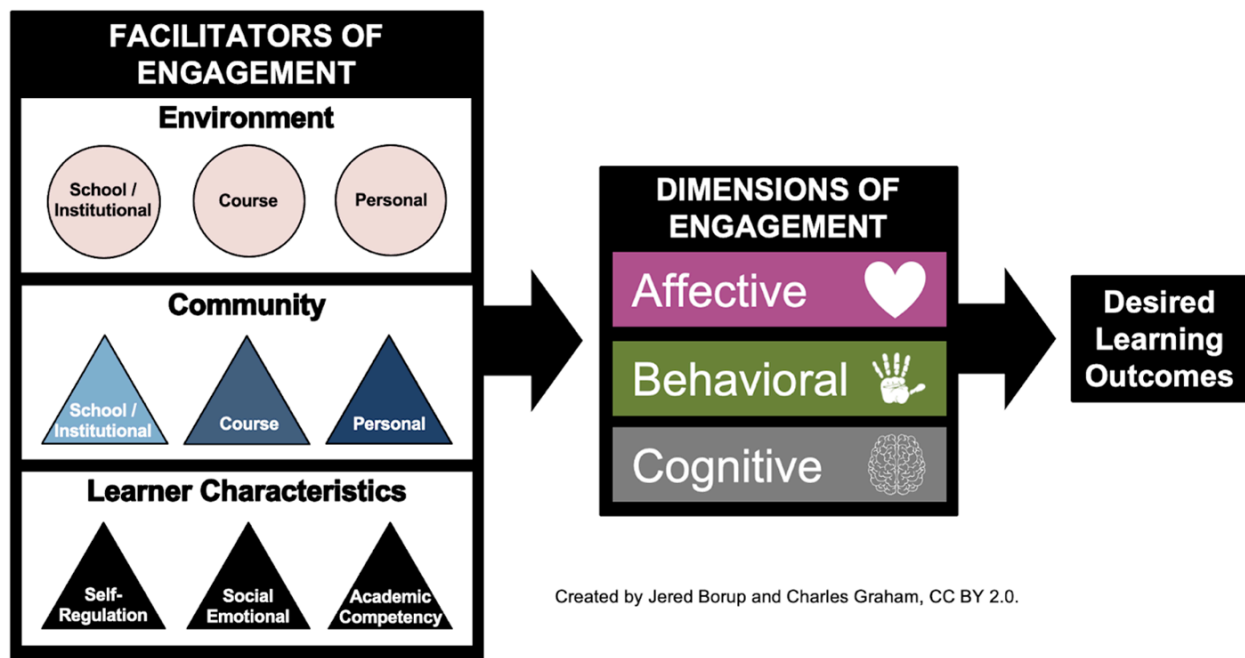 FACILITATORS OF
ENGAGEMENT
Environment
School /
Institutional
Course
Personal
Community
School /
Institutional
Course
Personal
Learner Characteristics
Self-
Regulation
Social
Emotional
Academic
Competency
DIMENSIONS OF
ENGAGEMENT
Affective
Behavioral
Cognitive
Desired
Learning
Outcomes
Created by Jered Borup and Charles Graham, CC BY 2.0.